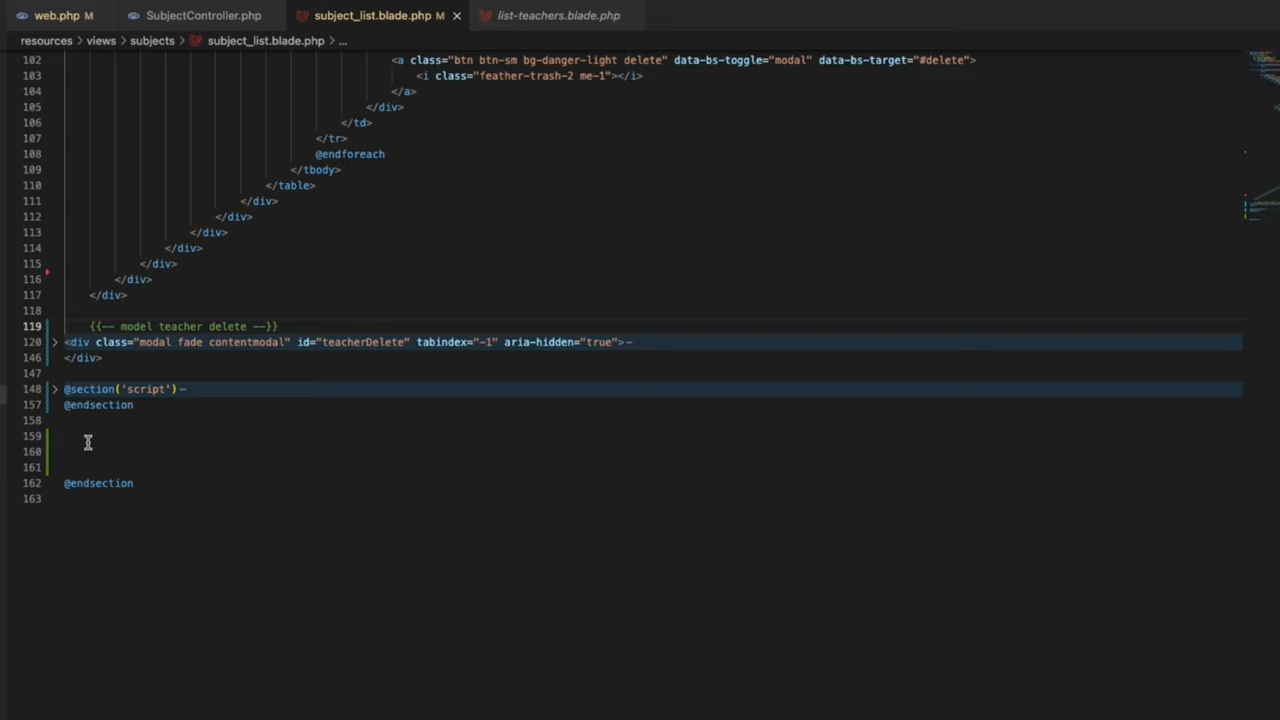 web.php M SubjectController.php subject_list.blade.php M × list-teachers.blade.php
resources > views > subjects > subject_list.blade.php > ...
102 <a class="btn btn-sm bg-danger-light delete" data-bs-toggle="modal" data-bs-target="#delete">
103 <i class="feather-trash-2 me-1"></i>
104 </a>
105 </div>
106 </td>
107 </tr>
108 @endforeach
109 </tbody>
110 </table>
111 </div>
112 </div>
113 </div>
114 </div>
115 </div>
116 </div>
117 </div>
118
119 {{-- model teacher delete --}}
120 <div class="modal fade contentmodal" id="teacherDelete" tabindex="-1" aria-hidden="true">
146 </div>
147
148 @section('script')
157 @endsection
158
159
160
161
162 @endsection
163